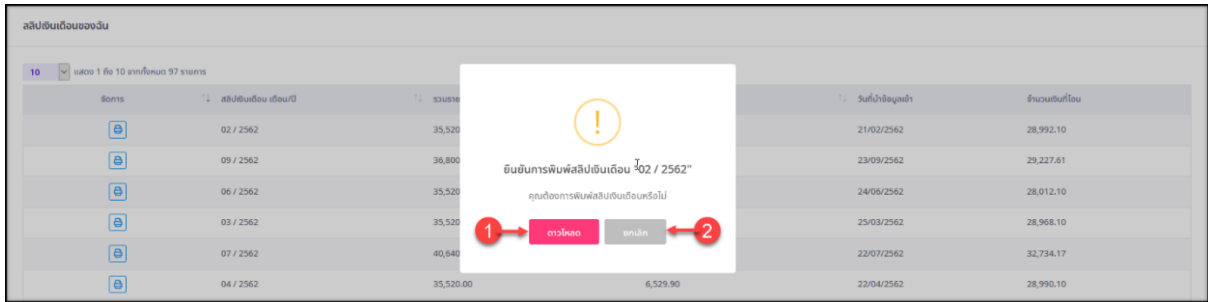 สลิปเงินเดือนของฉัน
10 แสดง 1 ถึง 10 จากทั้งหมด 97 รายการ
จัดการ สลิปเงินเดือน เดือน/ปี วันที่นำข้อมูลเข้า จำนวนเงินที่โอน
02 / 2562 35,520 21/02/2562 28,992.10
!
09 / 2562 36,800 23/09/2562 29,227.61
ยืนยันการพิมพ์สลิปเงินเดือน "02 / 2562"
06 / 2562 35,520 24/06/2562 28,012.10
คุณต้องการพิมพ์สลิปเงินเดือนหรือไม่
03 / 2562 35,520 25/03/2562 28,968.10
1 ดาวโหลด ยกเลิก 2
07 / 2562 40,640 22/07/2562 32,734.17
04 / 2562 35,520.00 6,529.90 22/04/2562 28,990.10